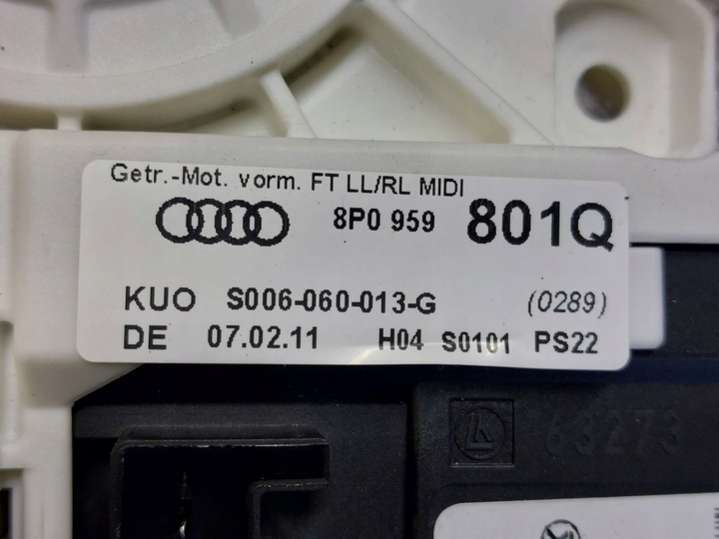 Getr.-Mot. vorm. FT LL/RL MIDI
8P0 959 801Q
KUO S006-060-013-G (0289)
DE 07.02.11 H04 S0101 PS22
63273